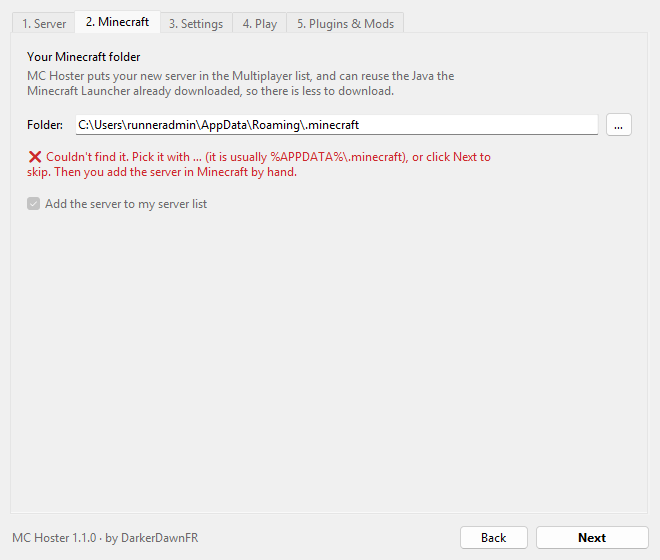 1. Server
2. Minecraft
3. Settings
4. Play
5. Plugins & Mods
Your Minecraft folder
MC Hoster puts your new server in the Multiplayer list, and can reuse the Java the
Minecraft Launcher already downloaded, so there is less to download.
Folder: C:\Users\runneradmin\AppData\Roaming\.minecraft ...
❌ Couldn't find it. Pick it with ... (it is usually %APPDATA%\.minecraft), or click Next to
skip. Then you add the server in Minecraft by hand.
Add the server to my server list
MC Hoster 1.1.0 · by DarkerDawnFR
Back
Next